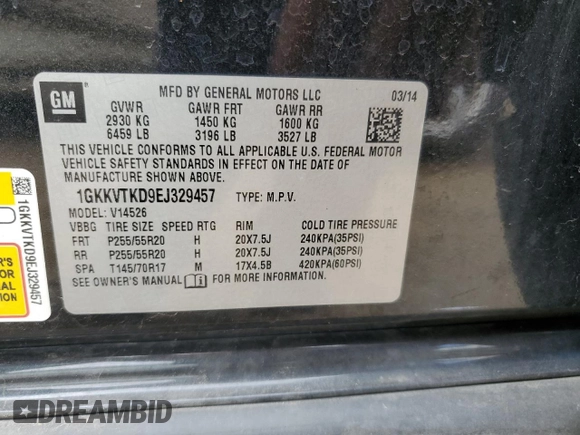 GM
MFD BY GENERAL MOTORS LLC 03/14
GVWR GAWR FRT GAWR RR
2930 KG 1450 KG 1600 KG
6459 LB 3196 LB 3527 LB
THIS VEHICLE CONFORMS TO ALL APPLICABLE U.S. FEDERAL MOTOR
VEHICLE SAFETY STANDARDS IN EFFECT ON THE DATE OF
MANUFACTURE SHOWN ABOVE.
1GKKVTKD9EJ329457 TYPE: M.P.V.
MODEL: V14526
VBBG TIRE SIZE SPEED RTG RIM COLD TIRE PRESSURE
FRT P255/55R20 H 20X7.5J 240KPA(35PSI)
RR P255/55R20 H 20X7.5J 240KPA(35PSI)
SPA T145/70R17 M 17X4.5B 420KPA(60PSI)
SEE OWNER'S MANUAL FOR MORE INFORMATION
1GKKVTKD9EJ329457
DREAMBID